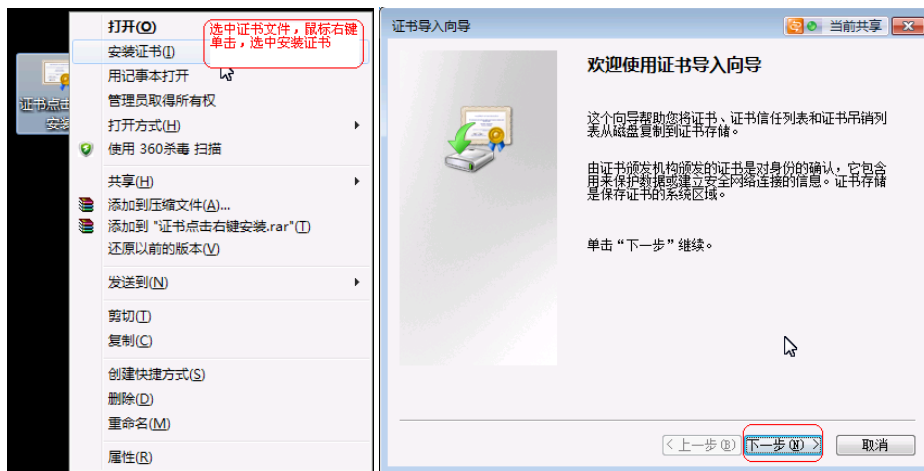 打开(O)
选中证书文件，鼠标右键
单击，选中安装证书
安装证书(I)
用记事本打开
管理员取得所有权
打开方式(H)
使用 360杀毒 扫描
共享(H)
添加到压缩文件(A)...
添加到 "证书点击右键安装.rar"(T)
还原以前的版本(V)
发送到(N)
剪切(T)
复制(C)
创建快捷方式(S)
删除(D)
重命名(M)
属性(R)
证书点击
安装
证书导入向导
当前共享
欢迎使用证书导入向导
这个向导帮助您将证书、证书信任列表和证书吊销列
表从磁盘复制到证书存储。
由证书颁发机构颁发的证书是对身份的确认，它包含
用来保护数据或建立安全网络连接的信息。证书存储
是保存证书的系统区域。
单击“下一步”继续。
< 上一步(B)
下一步(N) >
取消